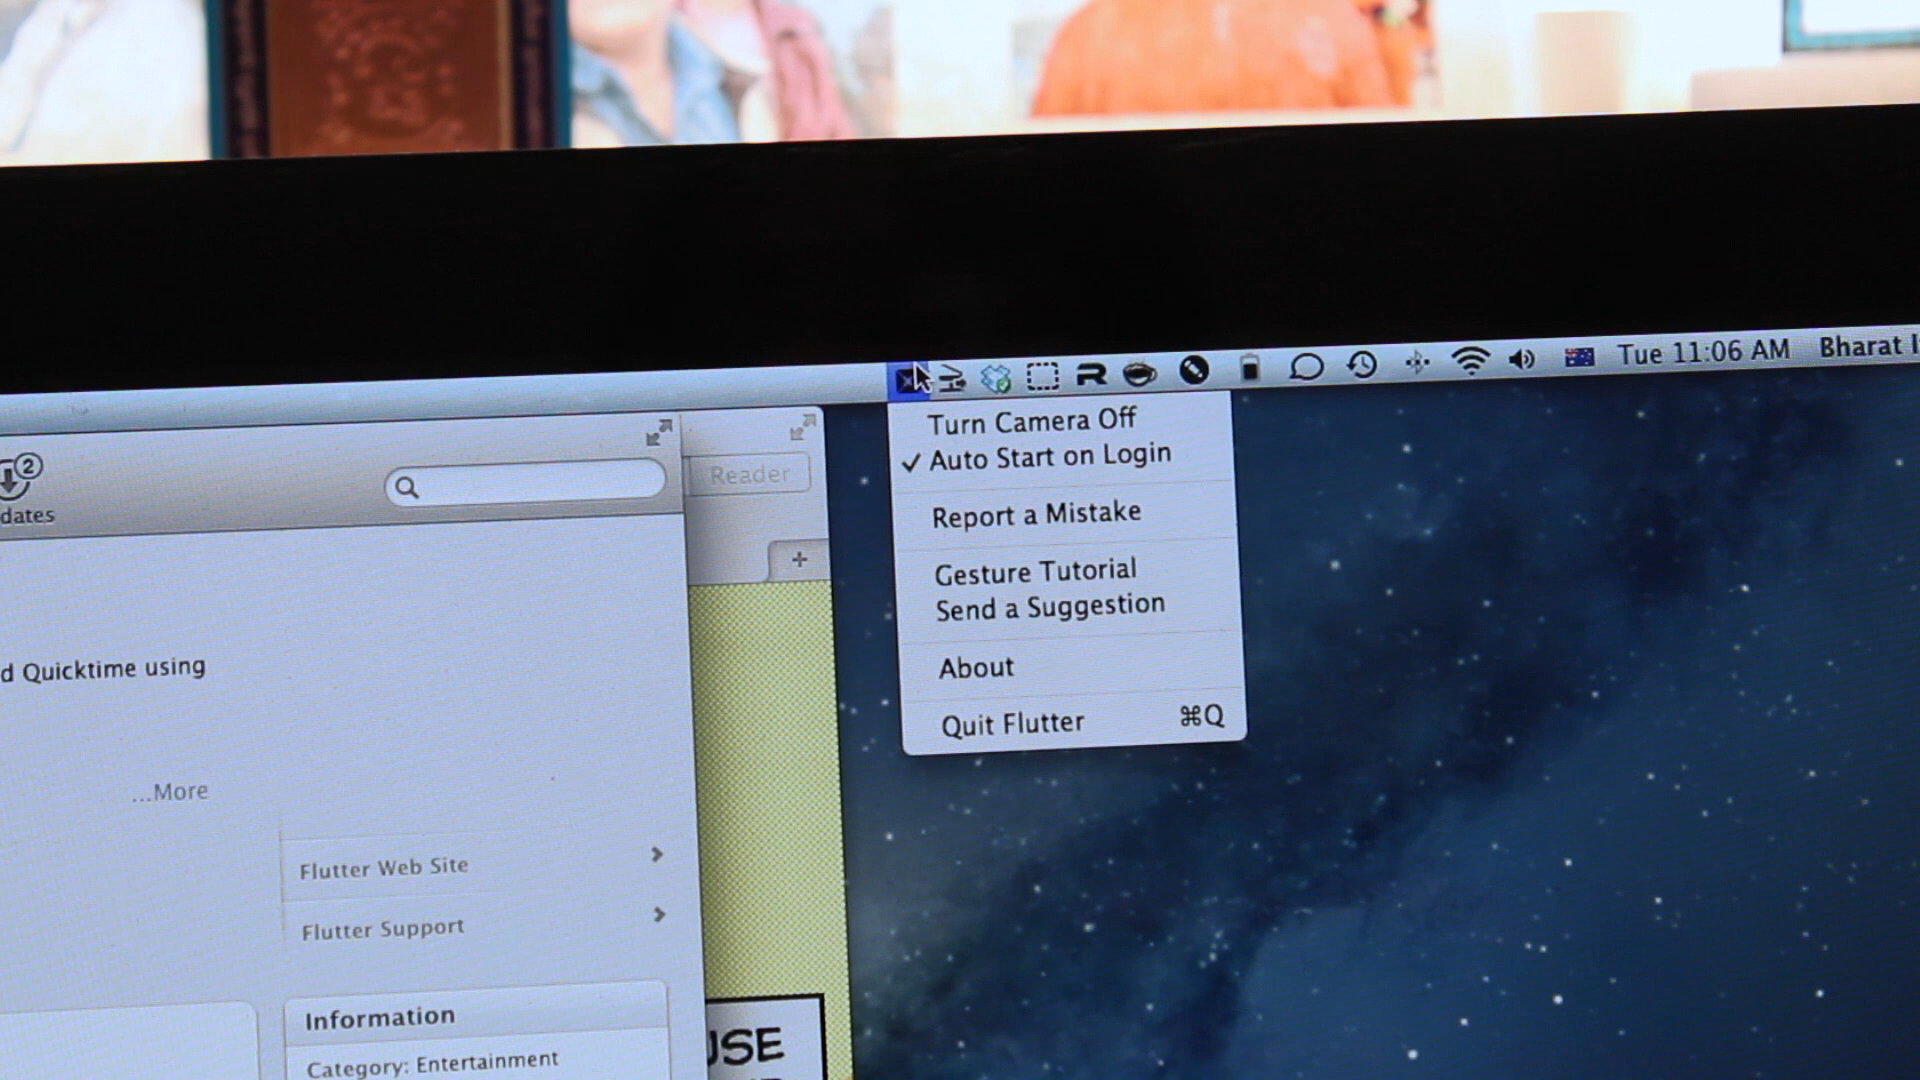 Tue 11:06 AM Bharat
Turn Camera Off
✓ Auto Start on Login
Report a Mistake
Gesture Tutorial
Send a Suggestion
About
Quit Flutter ⌘Q
2
dates
Reader
+
d Quicktime using
...More
Flutter Web Site
Flutter Support
Information
Category: Entertainment
USE